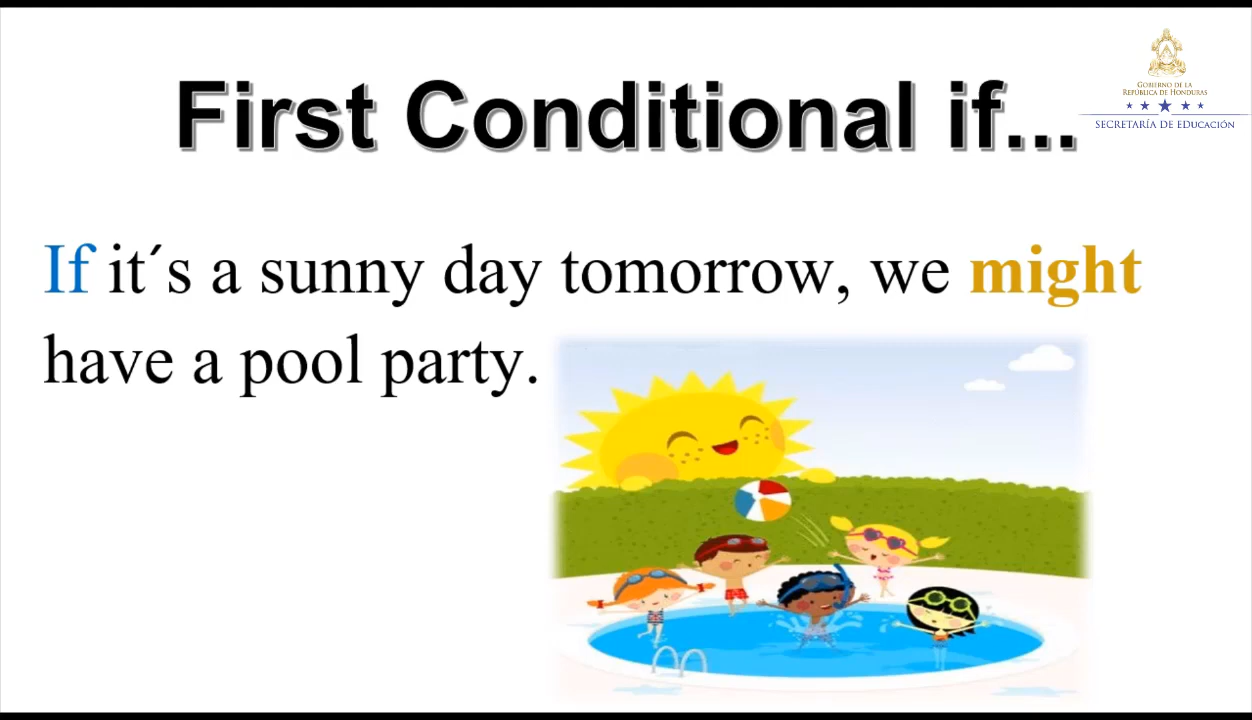 First Conditional if...
GOBIERNO DE LA
REPÚBLICA DE HONDURAS
SECRETARÍA DE EDUCACIÓN
If it´s a sunny day tomorrow, we might
have a pool party.